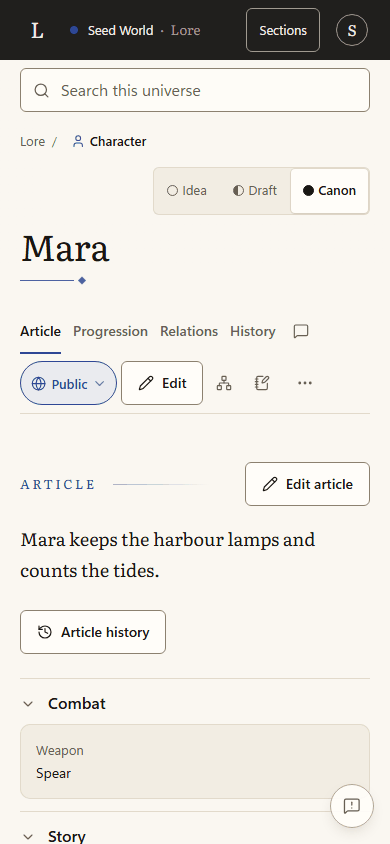 L
Seed World · Lore
Sections
S
Search this universe
Lore / Character
Idea
Draft
Canon
Mara
Article
Progression
Relations
History
Public
Edit
ARTICLE
Edit article
Mara keeps the harbour lamps and
counts the tides.
Article history
Combat
Weapon
Spear
Story